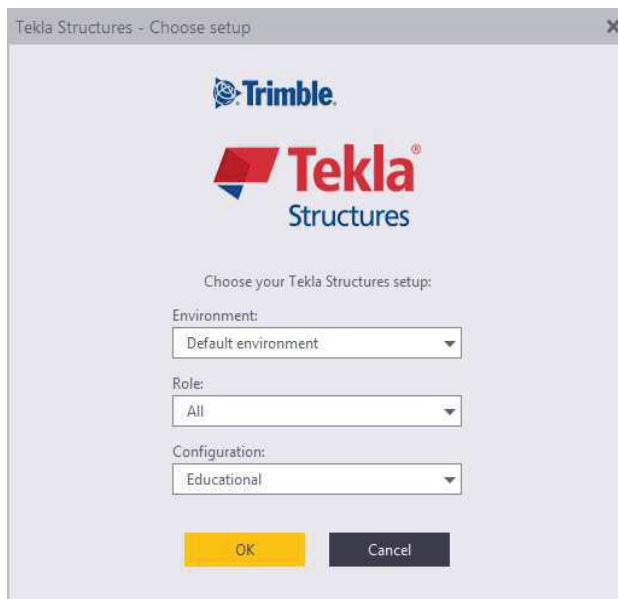 Tekla Structures - Choose setup
Trimble.
Tekla®
Structures
Choose your Tekla Structures setup:
Environment:
Default environment
Role:
All
Configuration:
Educational
OK Cancel